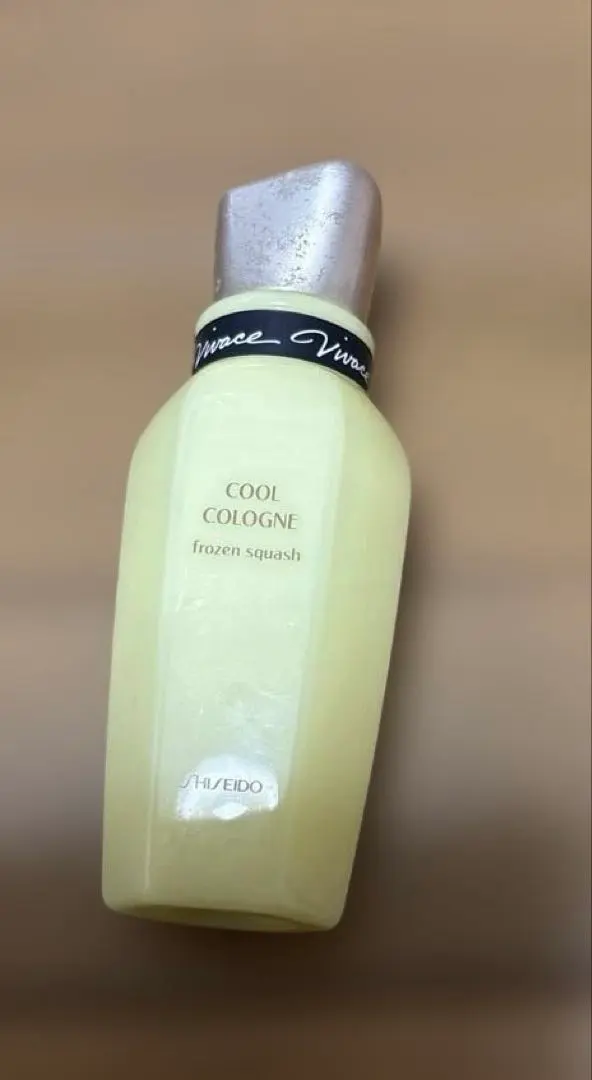 Vivace Vivace
COOL
COLOGNE
frozen squash
SHISEIDO